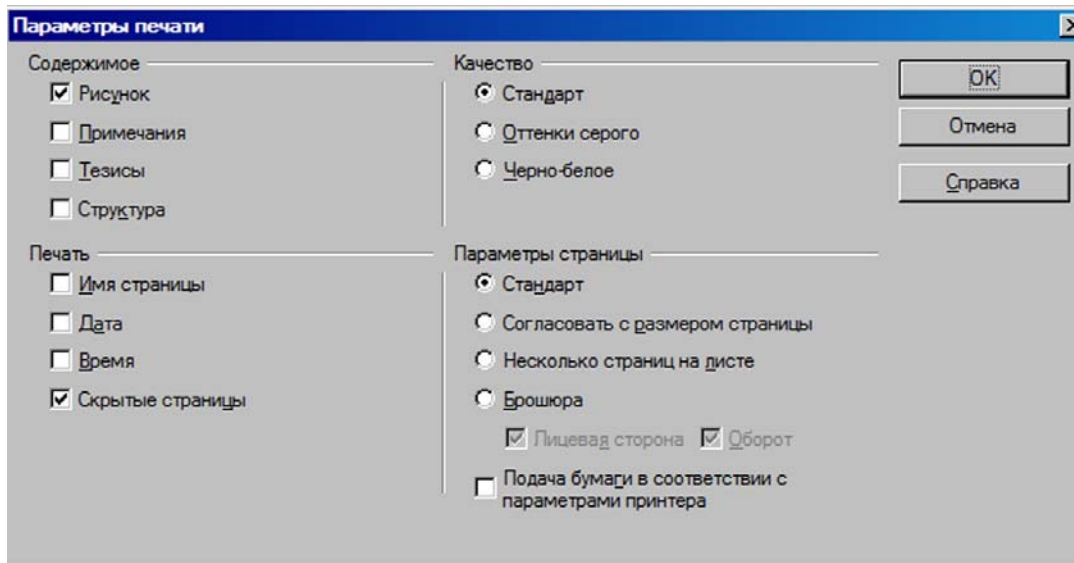 Параметры печати
Содержимое
Рисунок
Примечания
Тезисы
Структура
Качество
Стандарт
Оттенки серого
Черно-белое
OK
Отмена
Справка
Печать
Имя страницы
Дата
Время
Скрытые страницы
Параметры страницы
Стандарт
Согласовать с размером страницы
Несколько страниц на листе
Брошюра
Лицевая сторона Оборот
Подача бумаги в соответствии с
параметрами принтера